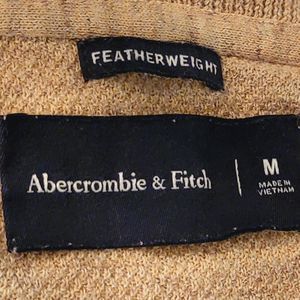 FEATHERWEIGHT
Abercrombie & Fitch
M
MADE IN
VIETNAM